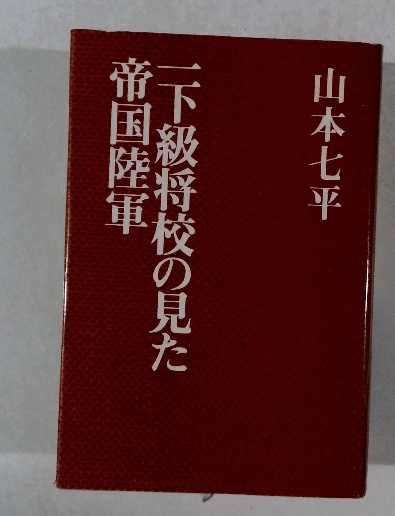 山本七平
一下級将校の見た
帝国陸軍